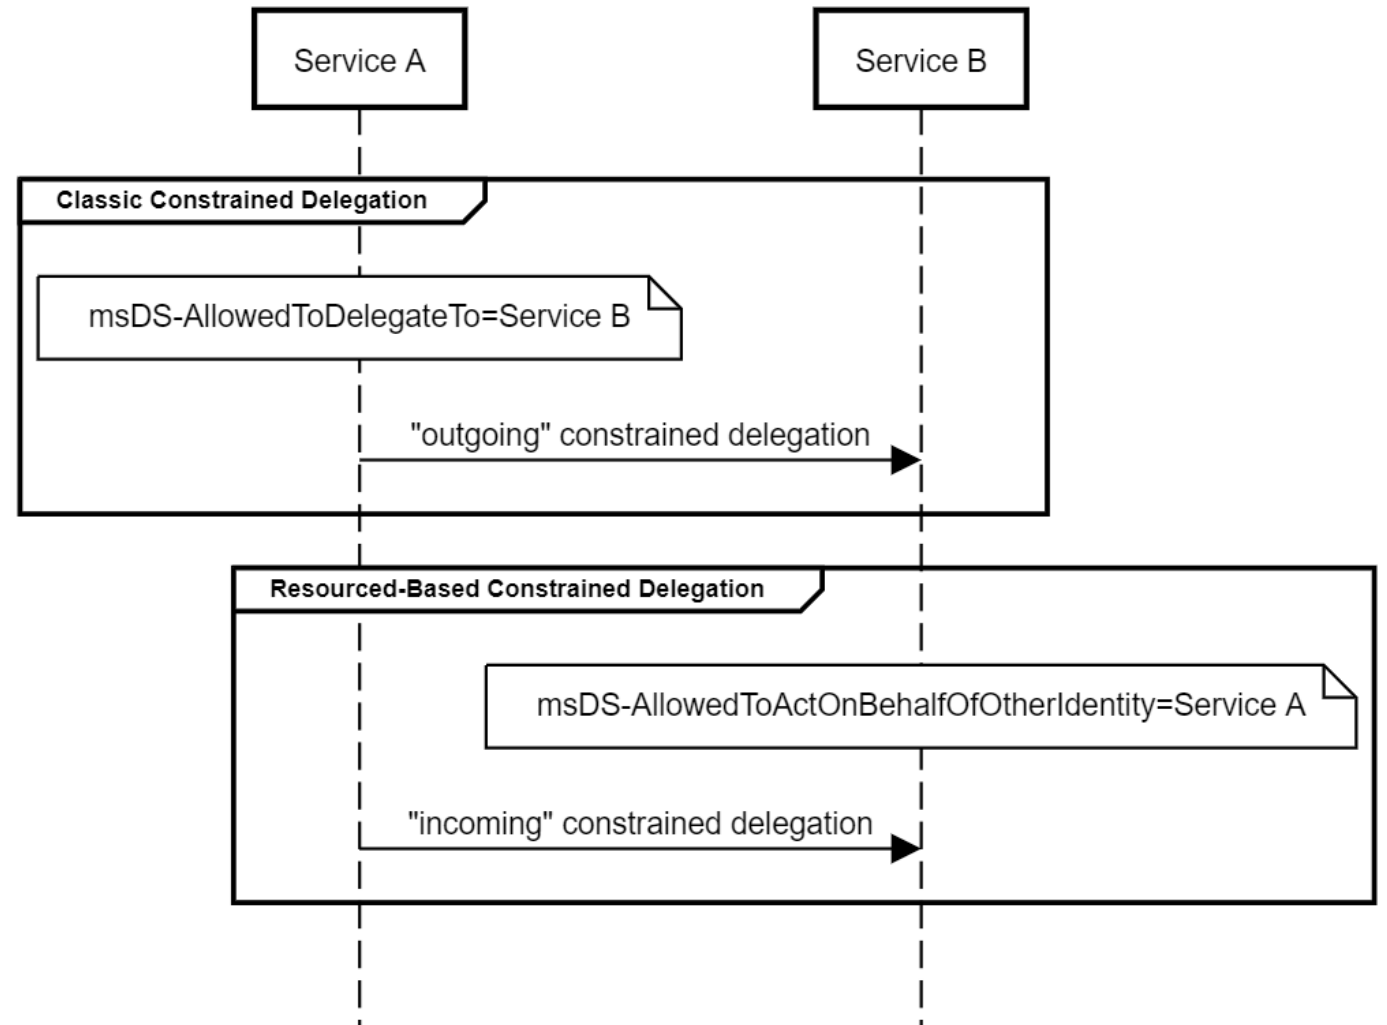 Service A
Service B
Classic Constrained Delegation
msDS-AllowedToDelegateTo=Service B
"outgoing" constrained delegation
Resourced-Based Constrained Delegation
msDS-AllowedToActOnBehalfOfOtherIdentity=Service A
"incoming" constrained delegation